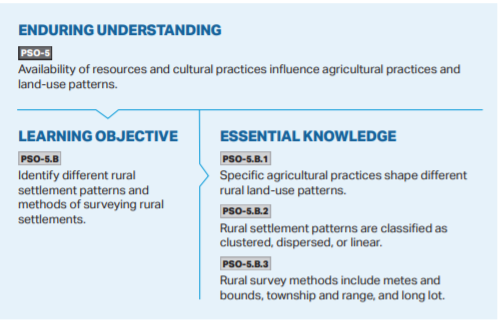 ENDURING UNDERSTANDING
PSO-5
Availability of resources and cultural practices influence agricultural practices and
land-use patterns.
LEARNING OBJECTIVE
PSO-5.B
Identify different rural
settlement patterns and
methods of surveying rural
settlements.
ESSENTIAL KNOWLEDGE
PSO-5.B.1
Specific agricultural practices shape different
rural land-use patterns.
PSO-5.B.2
Rural settlement patterns are classified as
clustered, dispersed, or linear.
PSO-5.B.3
Rural survey methods include metes and
bounds, township and range, and long lot.